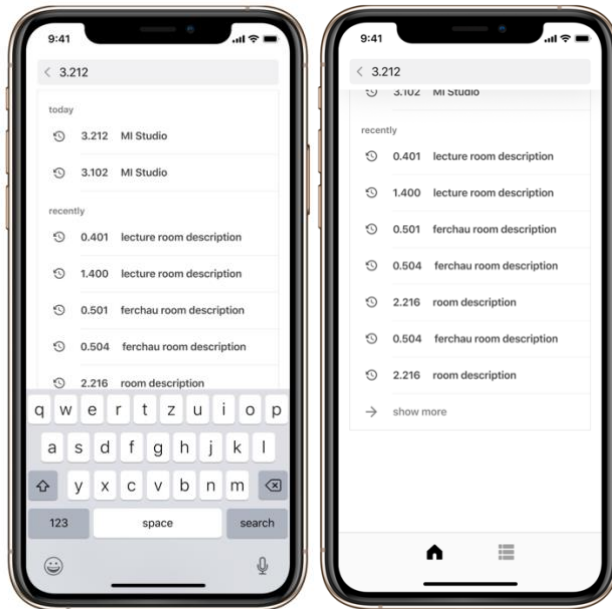 9:41
3.212
today
3.212 MI Studio
3.102 MI Studio
recently
0.401 lecture room description
1.400 lecture room description
0.501 ferchau room description
0.504 ferchau room description
2.216 room description
q w e r t z u i o p
a s d f g h j k l
y x c v b n m
123 space search
9:41
3.212
3.102 MI Studio
recently
0.401 lecture room description
1.400 lecture room description
0.501 ferchau room description
0.504 ferchau room description
2.216 room description
0.504 ferchau room description
2.216 room description
show more